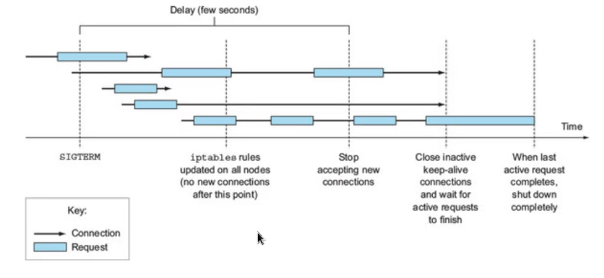 Delay (few seconds)
Time
SIGTERM
iptables rules
updated on all nodes
(no new connections
after this point)
Stop
accepting new
connections
Close inactive
keep-alive
connections
and wait for
active requests
to finish
When last
active request
completes,
shut down
completely
Key:
Connection
Request